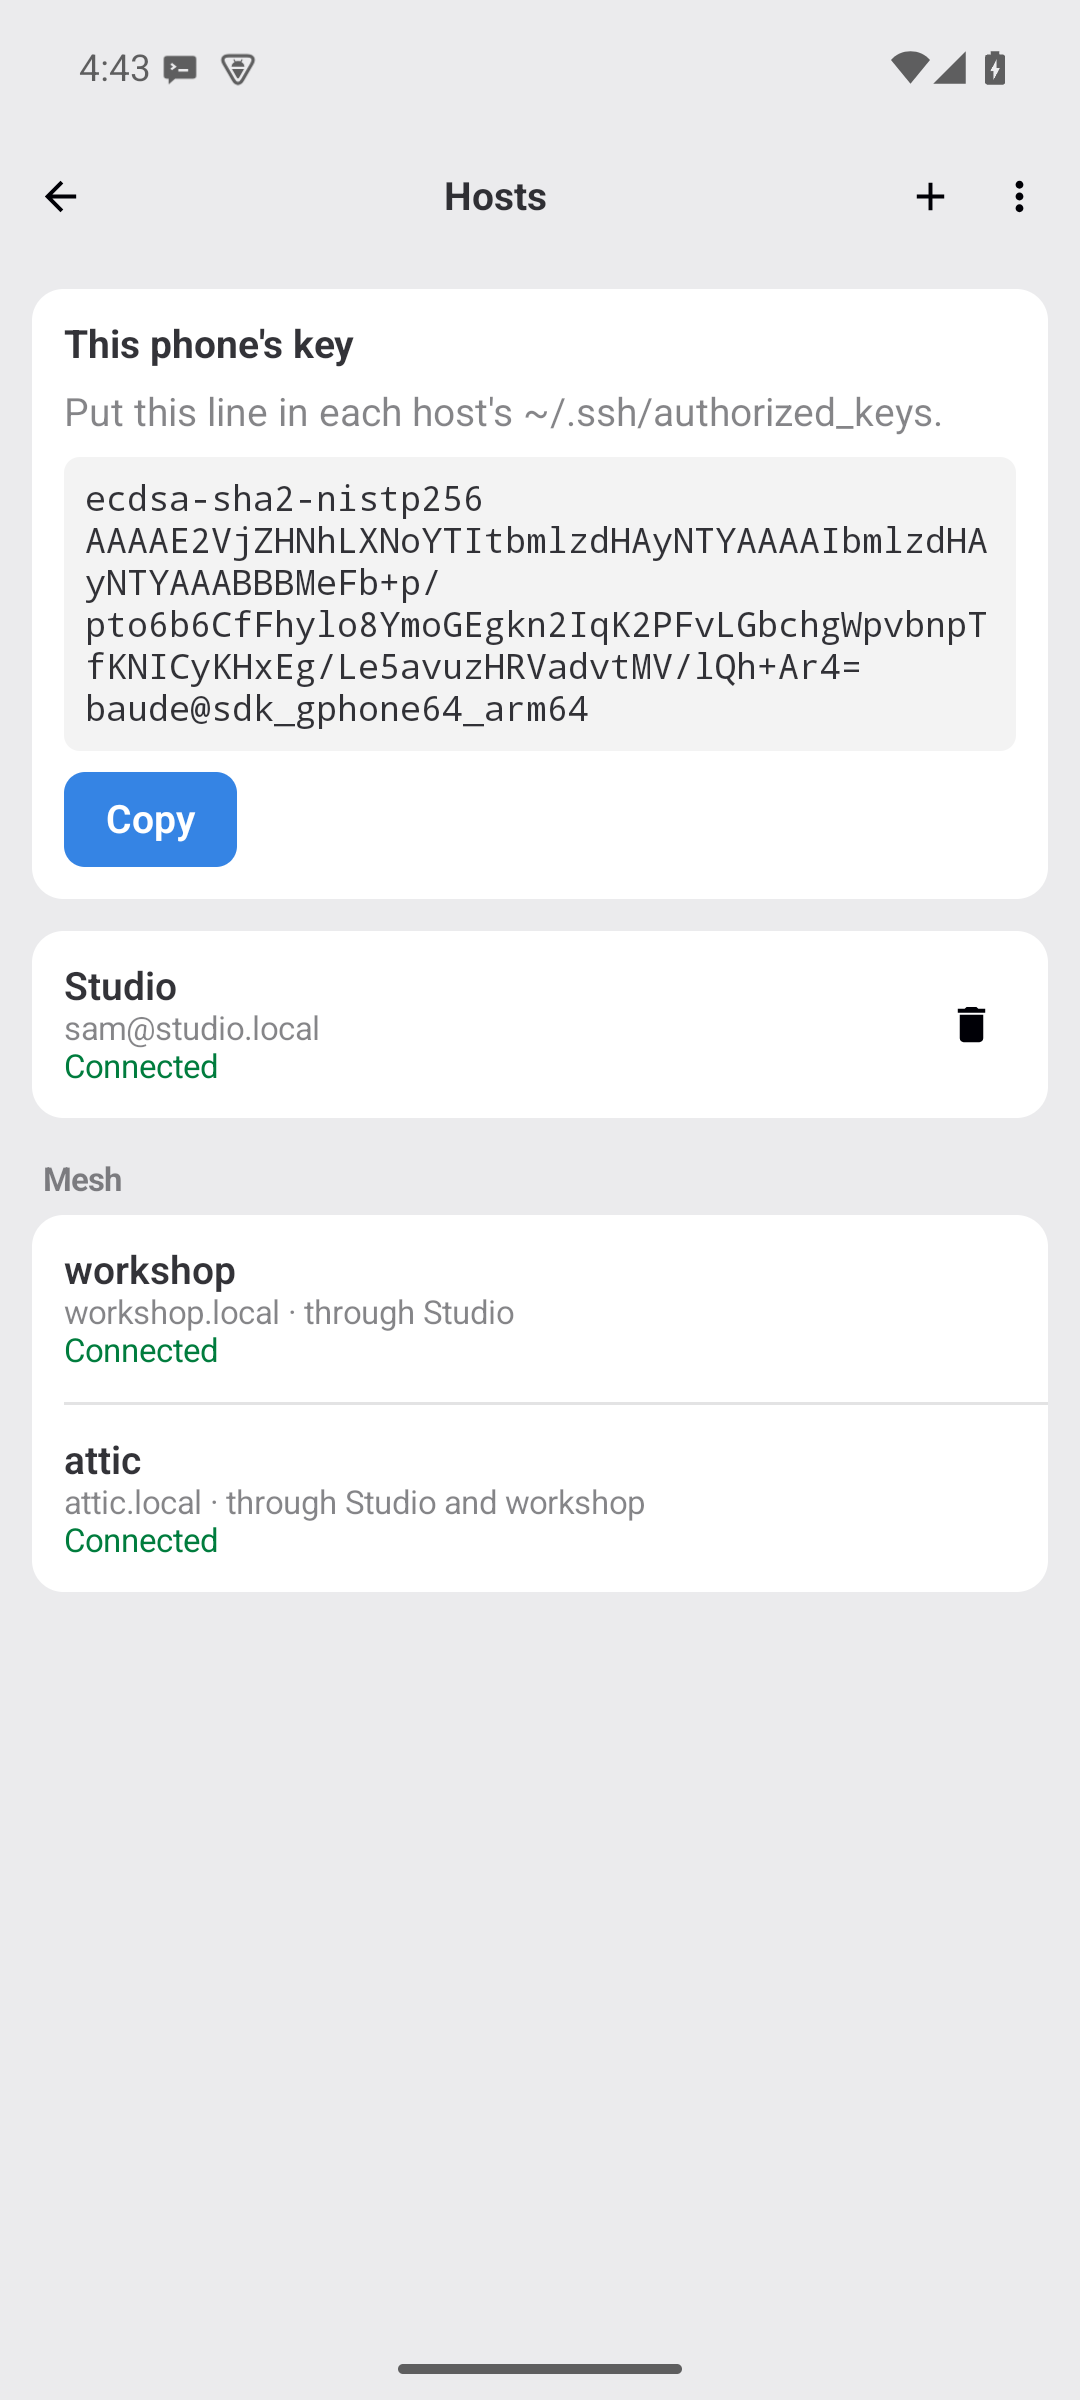 4:43
Hosts
This phone's key
Put this line in each host's ~/.ssh/authorized_keys.
ecdsa-sha2-nistp256
AAAAE2VjZHNhLXNoYTItbmlzdHAyNTYAAAAIbmlzdHA
yNTYAAABBBMeFb+p/
pto6b6CfFhylo8YmoGEgkn2IqK2PFvLGbchgWpvbnpT
fKNICyKHxEg/Le5avuzHRVadvtMV/lQh+Ar4=
baude@sdk_gphone64_arm64
Copy
Studio
sam@studio.local
Connected
Mesh
workshop
workshop.local · through Studio
Connected
attic
attic.local · through Studio and workshop
Connected